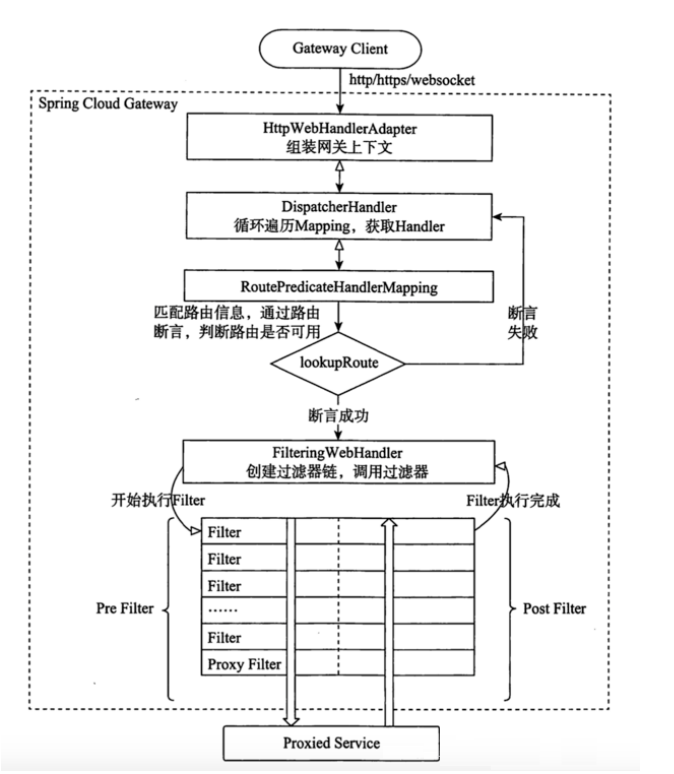 Gateway Client
http/https/websocket
Spring Cloud Gateway
HttpWebHandlerAdapter
组装网关上下文
DispatcherHandler
循环遍历Mapping，获取Handler
RoutePredicateHandlerMapping
匹配路由信息，通过路由
断言，判断路由是否可用
断言
失败
lookupRoute
断言成功
FilteringWebHandler
创建过滤器链，调用过滤器
开始执行Filter
Filter执行完成
Filter
Filter
Filter
……
Filter
Proxy Filter
Pre Filter
Post Filter
Proxied Service